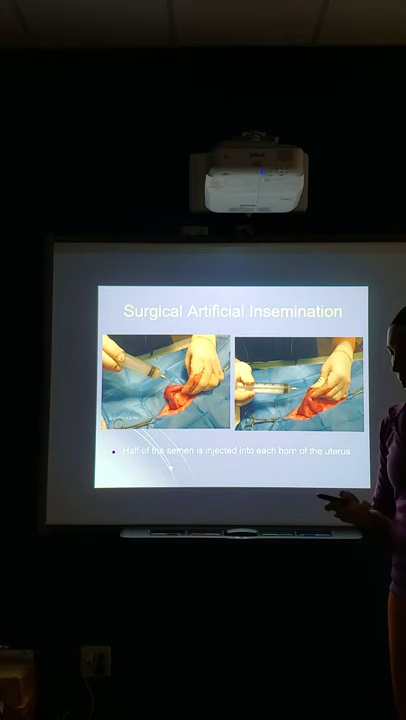 Surgical Artificial Insemination
Half of the semen is injected into each horn of the uterus